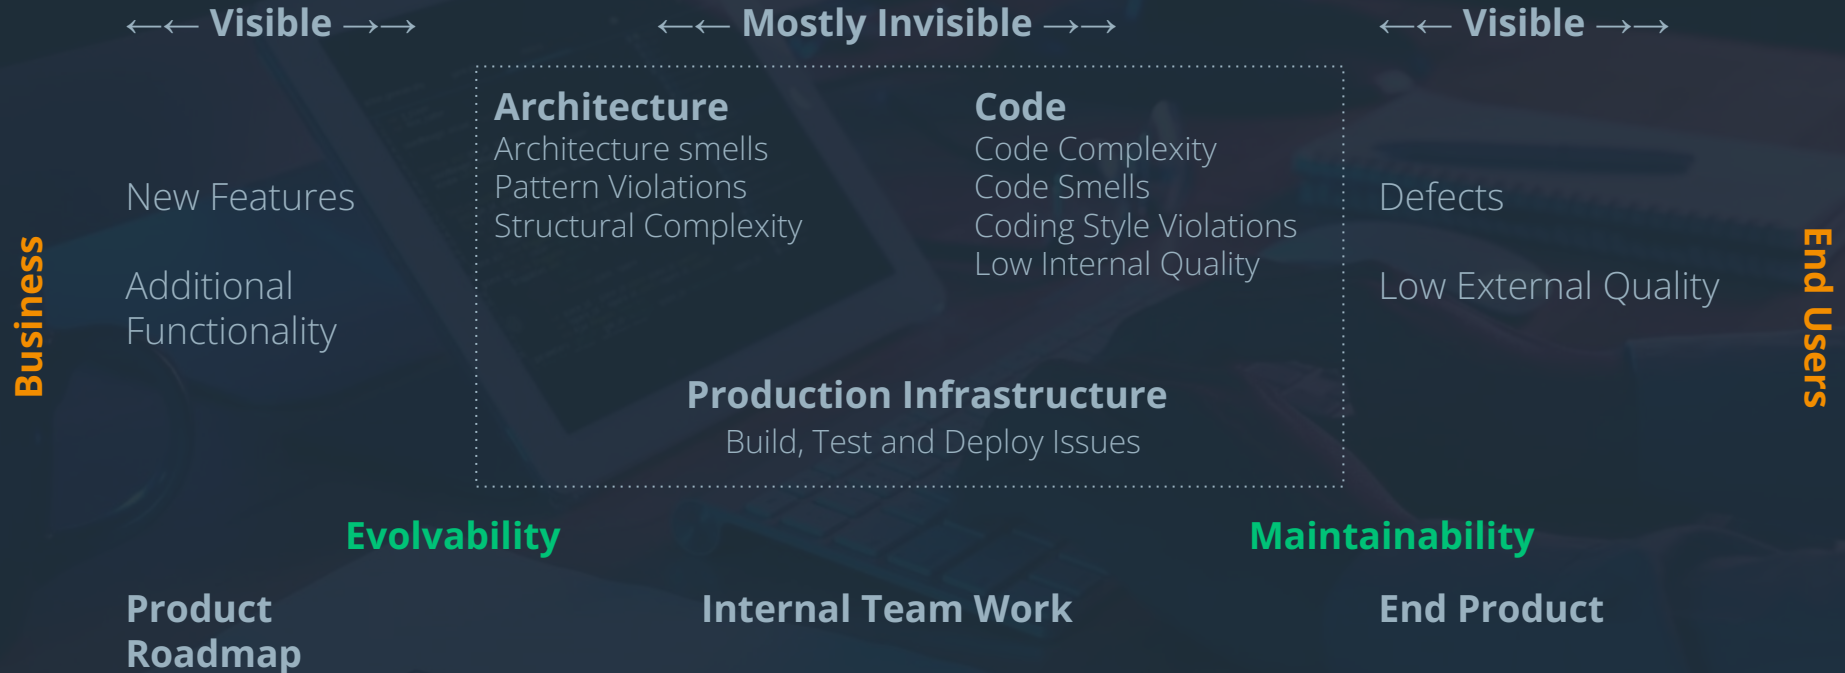 ←← Visible →→
←← Mostly Invisible →→
←← Visible →→
Business
New Features
Additional
Functionality
Architecture
Architecture smells
Pattern Violations
Structural Complexity
Code
Code Complexity
Code Smells
Coding Style Violations
Low Internal Quality
Production Infrastructure
Build, Test and Deploy Issues
Defects
Low External Quality
End Users
Evolvability
Maintainability
Product
Roadmap
Internal Team Work
End Product